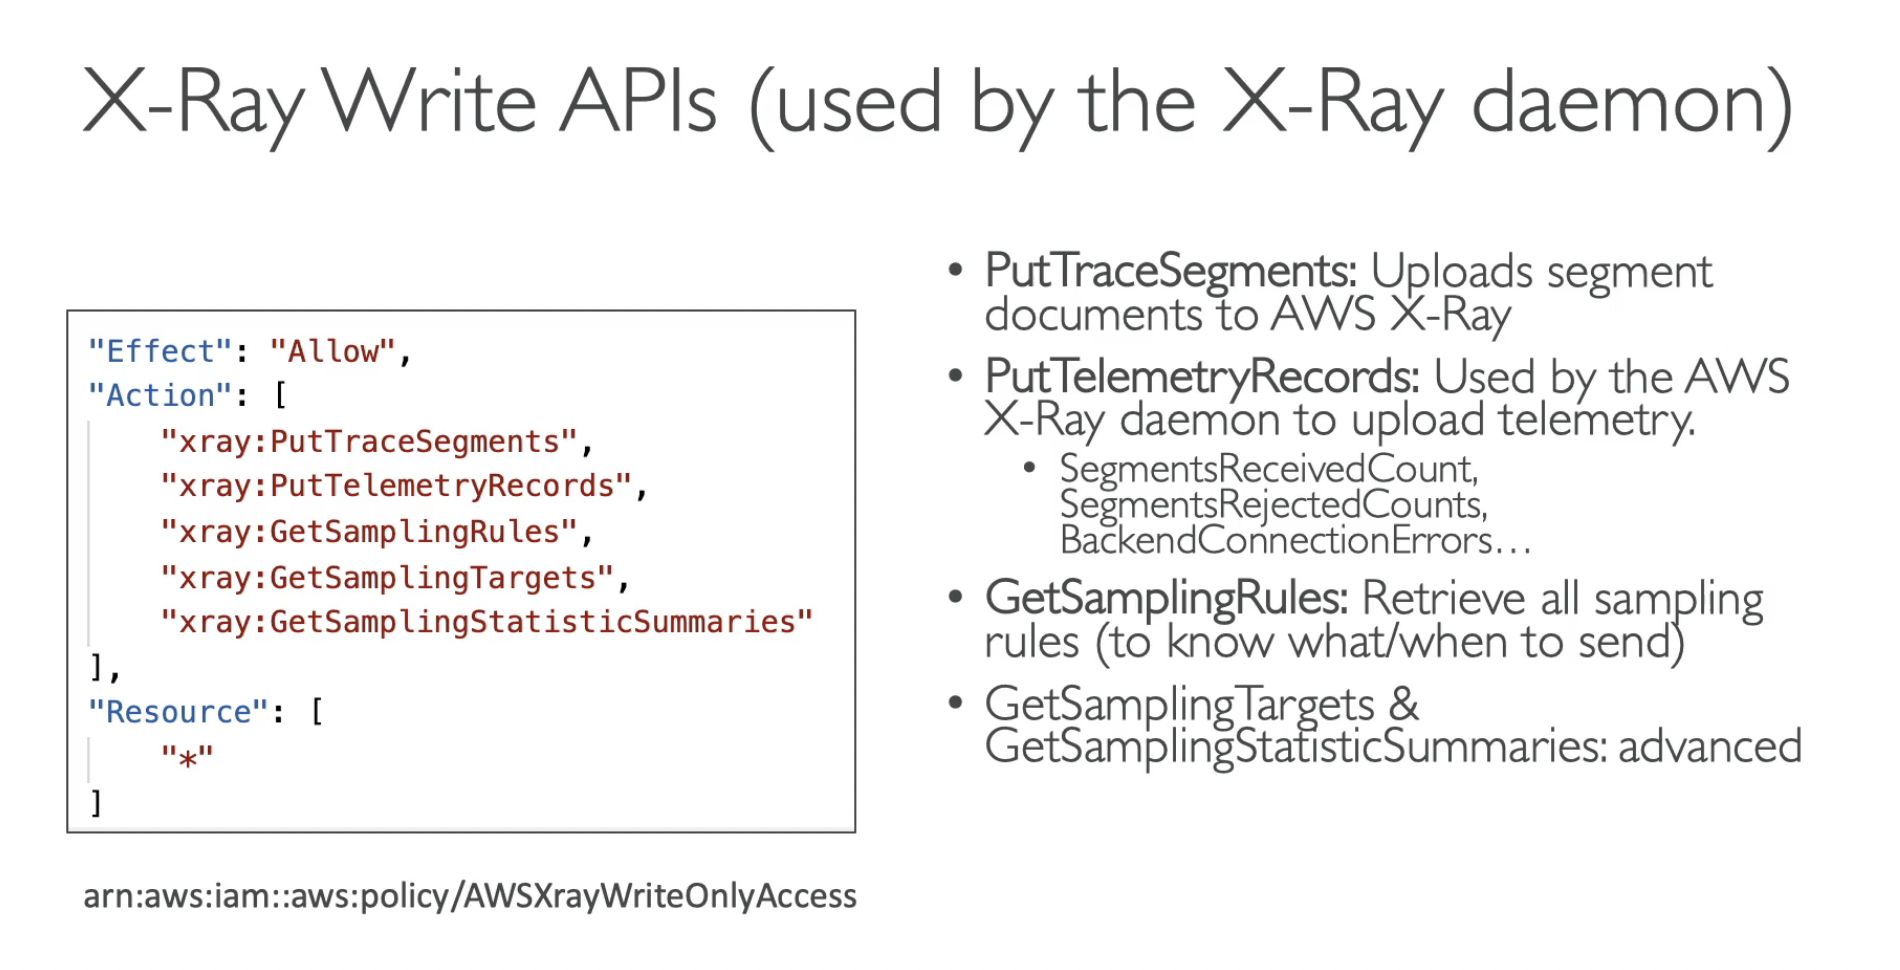 X-Ray Write APIs (used by the X-Ray daemon)
"Effect": "Allow",
"Action": [
"xray:PutTraceSegments",
"xray:PutTelemetryRecords",
"xray:GetSamplingRules",
"xray:GetSamplingTargets",
"xray:GetSamplingStatisticSummaries"
],
"Resource": [
"*"
]
arn:aws:iam::aws:policy/AWSXrayWriteOnlyAccess
• PutTraceSegments: Uploads segment
documents to AWS X-Ray
• PutTelemetryRecords: Used by the AWS
X-Ray daemon to upload telemetry.
• SegmentsReceivedCount,
SegmentsRejectedCounts,
BackendConnectionErrors…
• GetSamplingRules: Retrieve all sampling
rules (to know what/when to send)
• GetSamplingTargets &
GetSamplingStatisticSummaries: advanced